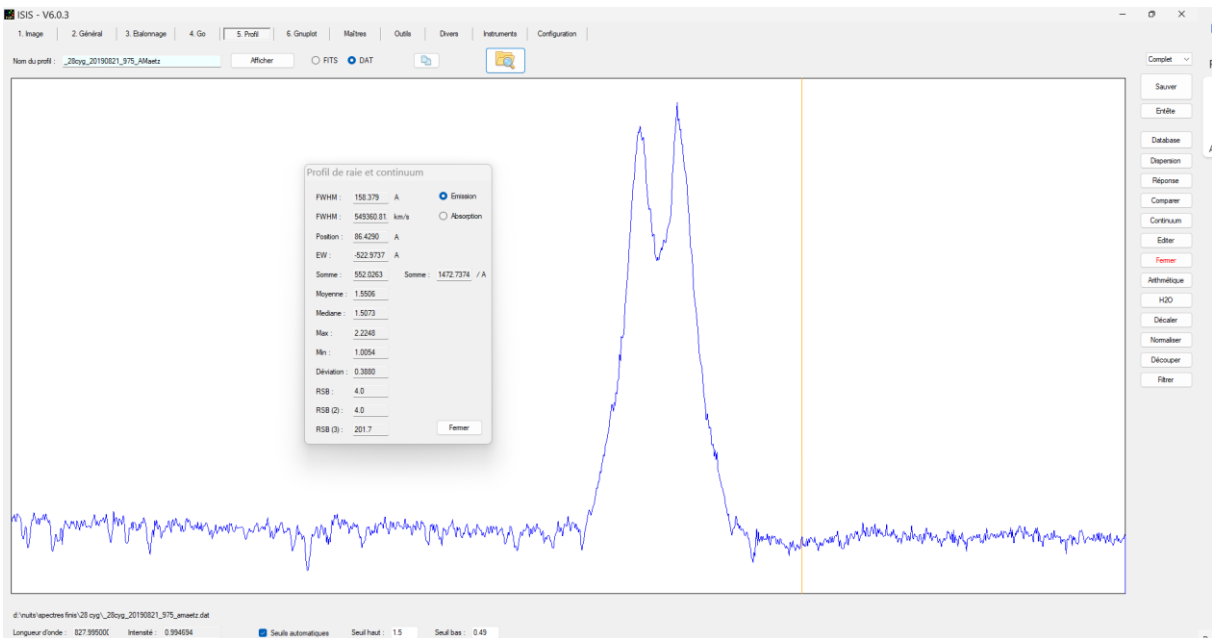 ISIS - V6.0.3
1. Image 2. Général 3. Etalonnage 4. Go 5. Profil 6. Gnuplot Maîtres Outils Divers Instruments Configuration
Nom du profil : _28cyg_20190821_975_AMaetz Afficher FITS DAT Complet
Sauver
Entête
Database
Dispersion
Réponse
Comparer
Continuum
Editer
Fermer
Arithmétique
H2O
Décaler
Normaliser
Découper
Filtrer
Profil de raie et continuum
FWHM : 158.379 A Emission
FWHM : 549360.81 km/s Absorption
Position : 86.4290 A
EW : -522.9737 A
Somme : 552.0263 Somme : 1472.7374 / A
Moyenne : 1.5506
Mediane : 1.5073
Max : 2.2248
Min : 1.0054
Déviation : 0.3880
RSB : 4.0
RSB (2) : 4.0
RSB (3) : 201.7 Fermer
d:\nuits\spectres finis\28 cyg\_28cyg_20190821_975_amaetz.dat
Longueur d'onde : 827.995000 Intensité : 0.994694 Seuils automatiques Seuil haut : 1.5 Seuil bas : 0.49